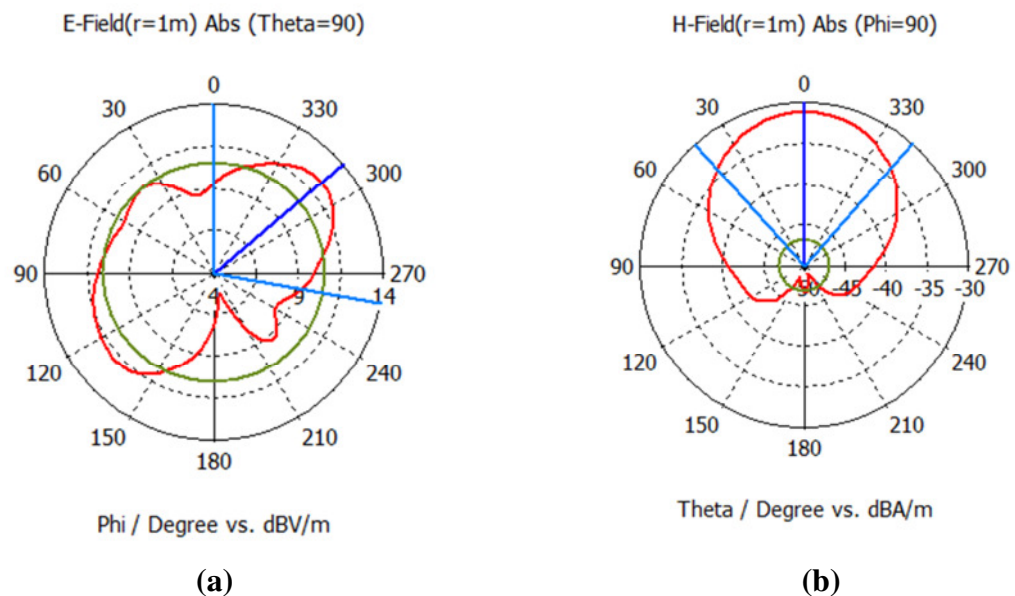 E-Field(r=1m) Abs (Theta=90)
0
30 330
60 300
90 4 9 14 270
120 240
150 210
180
Phi / Degree vs. dBV/m
(a)
H-Field(r=1m) Abs (Phi=90)
0
30 330
60 300
90 -50 -45 -40 -35 -30 270
120 240
150 210
180
Theta / Degree vs. dBA/m
(b)